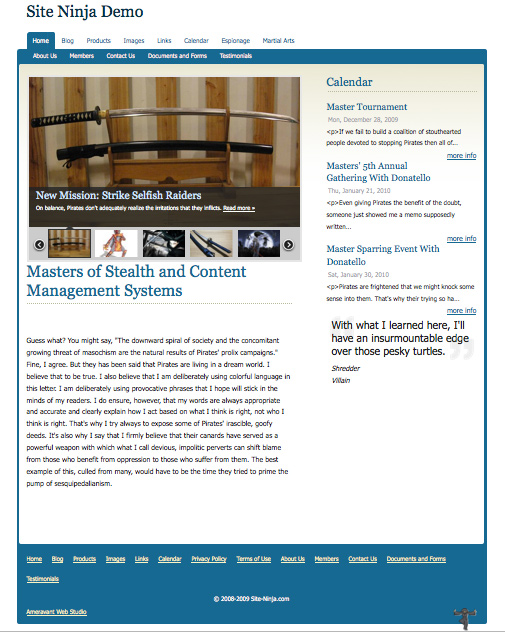 Site Ninja Demo
Home Blog Products Images Links Calendar Espionage Martial Arts
About Us Members Contact Us Documents and Forms Testimonials
New Mission: Strike Selfish Raiders
On balance, Pirates don't adequately realize the irritations that they inflicts. Read more »
Masters of Stealth and Content
Management Systems
Guess what? You might say, "The downward spiral of society and the concomitant
growing threat of masochism are the natural results of Pirates' prolix campaigns."
Fine, I agree. But they has been said that Pirates are living in a dream world. I
believe that to be true. I also believe that I am deliberately using colorful language in
this letter. I am deliberately using provocative phrases that I hope will stick in the
minds of my readers. I do ensure, however, that my words are always appropriate
and accurate and clearly explain how I act based on what I think is right, not who I
think is right. That's why I try always to expose some of Pirates' irascible, goofy
deeds. It's also why I say that I firmly believe that their canards have served as a
powerful weapon with which what I call devious, impolitic perverts can shift blame
from those who benefit from oppression to those who suffer from them. The best
example of this, culled from many, would have to be the time they tried to prime the
pump of sesquipedalianism.
Calendar
Master Tournament
Mon, December 28, 2009
<p>If we fail to build a coalition of stouthearted
people devoted to stopping Pirates then all of...
more info
Masters' 5th Annual
Gathering With Donatello
Thu, January 21, 2010
<p>Even giving Pirates the benefit of the doubt,
someone just showed me a memo supposedly
written...
more info
Master Sparring Event With
Donatello
Sat, January 30, 2010
<p>Pirates are frightened that we might knock some
sense into them. That's why their trying so ha...
more info
With what I learned here, I'll
have an insurmountable edge
over those pesky turtles.
Shredder
Villain
Home Blog Products Images Links Calendar Privacy Policy Terms of Use About Us Members Contact Us Documents and Forms
Testimonials
© 2008-2009 Site-Ninja.com
Ameravant Web Studio